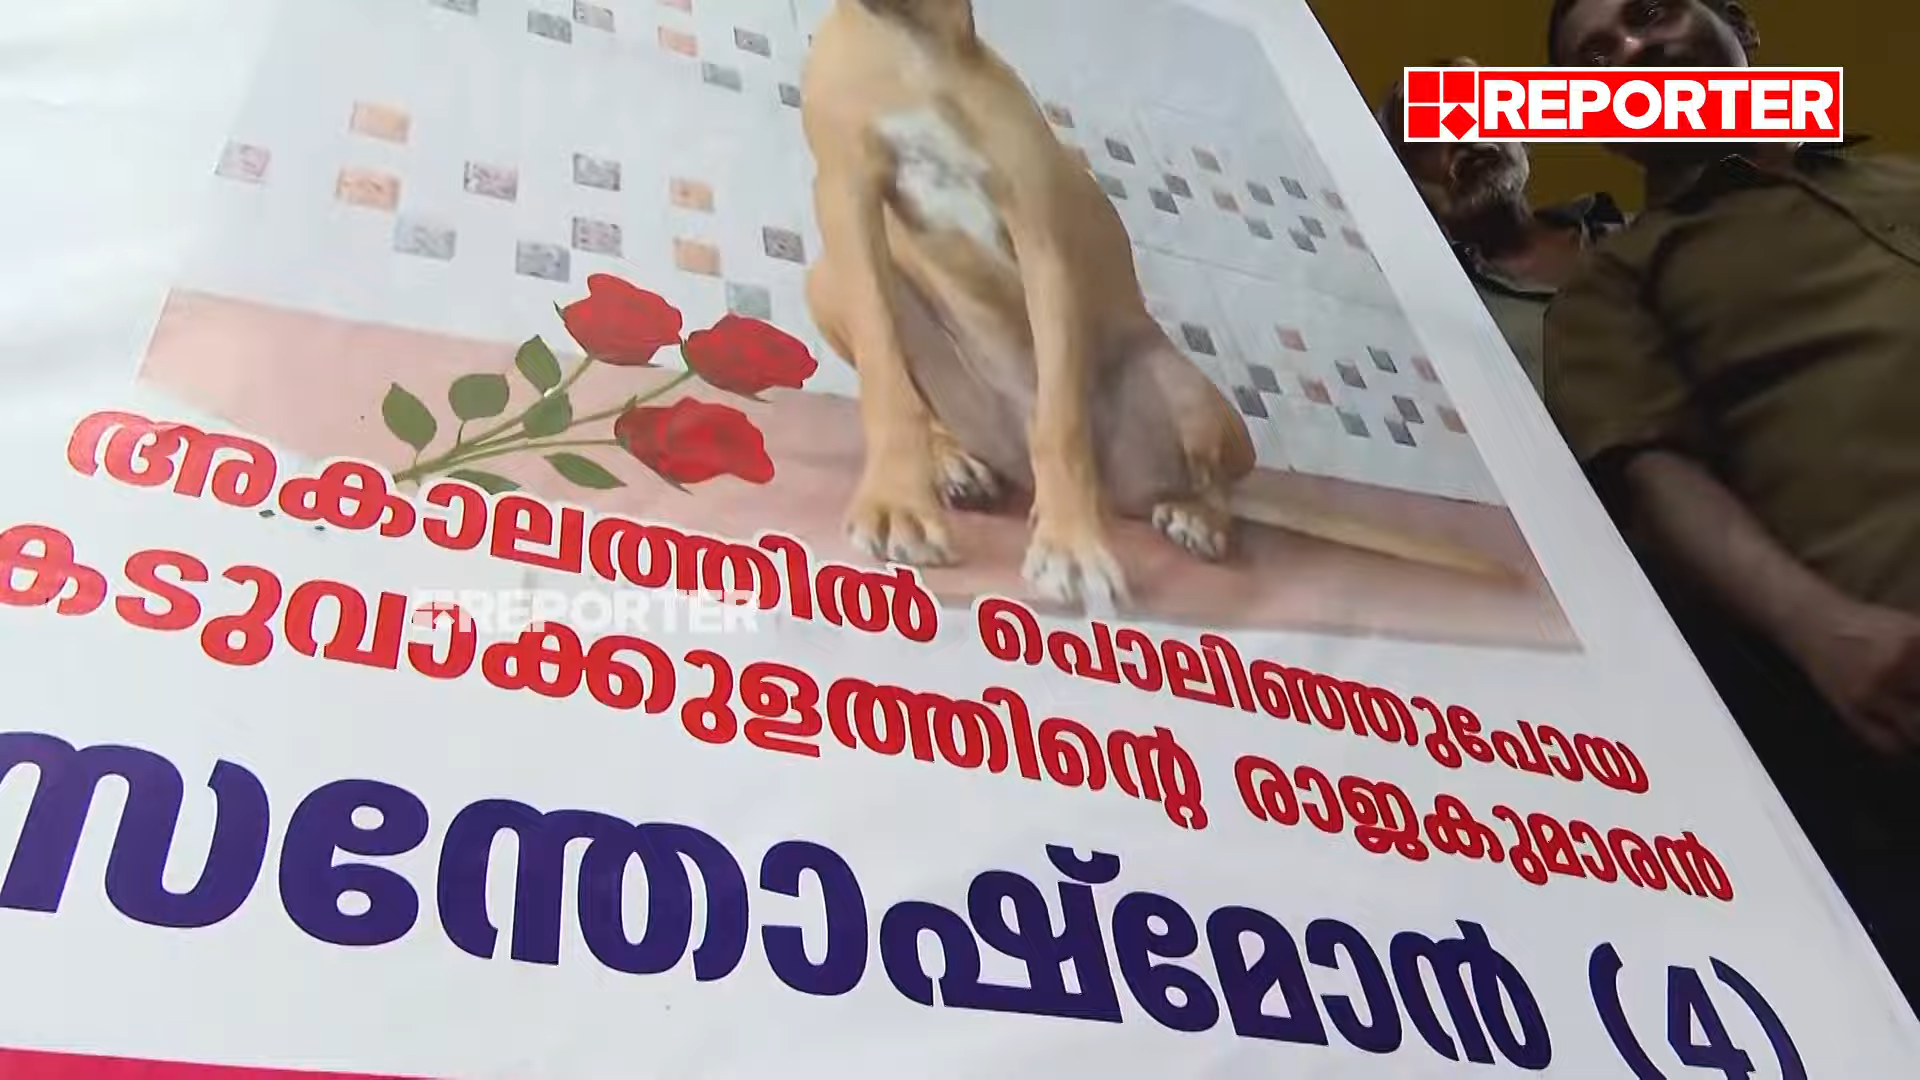 REPORTER
അകാലത്തിൽ പൊലിഞ്ഞുപോയ
REPORTER
കടുവാക്കുളത്തിന്റെ രാജകുമാരൻ
സന്തോഷ്മോൻ (4)